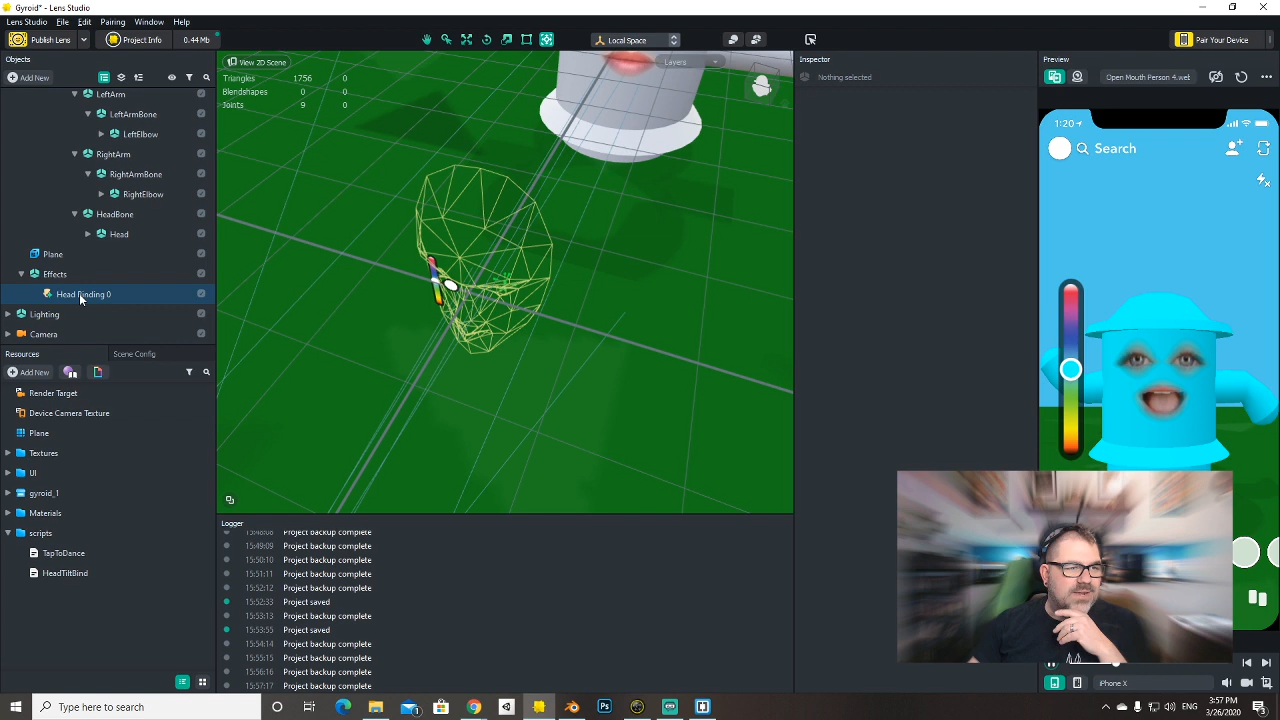 Gyroid* - Lens Studio
Lens Studio File Edit Pairing Window Help
Publish Lens Project Info 0.44 Mb Local Space Pair Your Device
Objects
Add New
LeftArm
LeftArmBone
LeftElbow
RightArm
RightArmBone
RightElbow
HeadBone
Head
Plane
Effects
Head Binding 0
Lighting
Camera
Resources Scene Config
Add New
Render Target
Device Camera Texture
Plane
Textures
UI
gyroid_1
Materials
scripts
TapToDance
HeadTiltBind
View 2D Scene
Layers
Triangles 1756 0
Blendshapes 0 0
Joints 9 0
Logger
15:48:08 Project backup complete
15:49:09 Project backup complete
15:50:10 Project backup complete
15:51:11 Project backup complete
15:52:12 Project backup complete
15:52:33 Project saved
15:53:13 Project backup complete
15:53:55 Project saved
15:54:14 Project backup complete
15:55:15 Project backup complete
15:56:16 Project backup complete
15:57:17 Project backup complete
Inspector
Nothing selected
Preview
Open Mouth Person 4.wet
1:20
Search
iPhone X
Type here to search
Ps
1
ENG
3:57 PM
3/26/2020